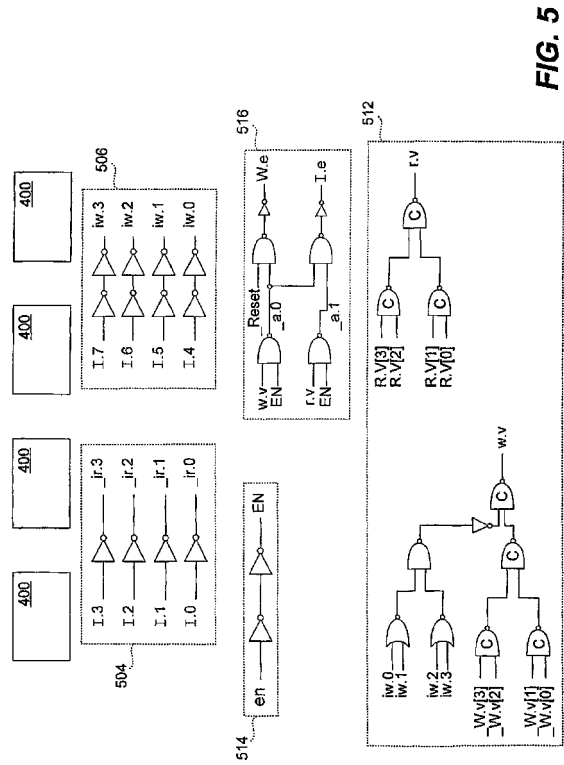 400
400
400
400
504
I.3 _ir.3
I.2 _ir.2
I.1 _ir.1
I.0 _ir.0
506
I.7 iw.3
I.6 iw.2
I.5 iw.1
I.4 iw.0
514
en EN
516
Reset
w.v
EN
_a.0
W.e
r.v
EN
_a.1
I.e
512
iw.0
iw.1
iw.2
iw.3
_W.v[3]
_W.v[2]
C
_W.v[1]
_W.v[0]
C
C
C
w.v
R.V[3]
R.V[2]
C
R.V[1]
R.V[0]
C
C
r.v
FIG. 5